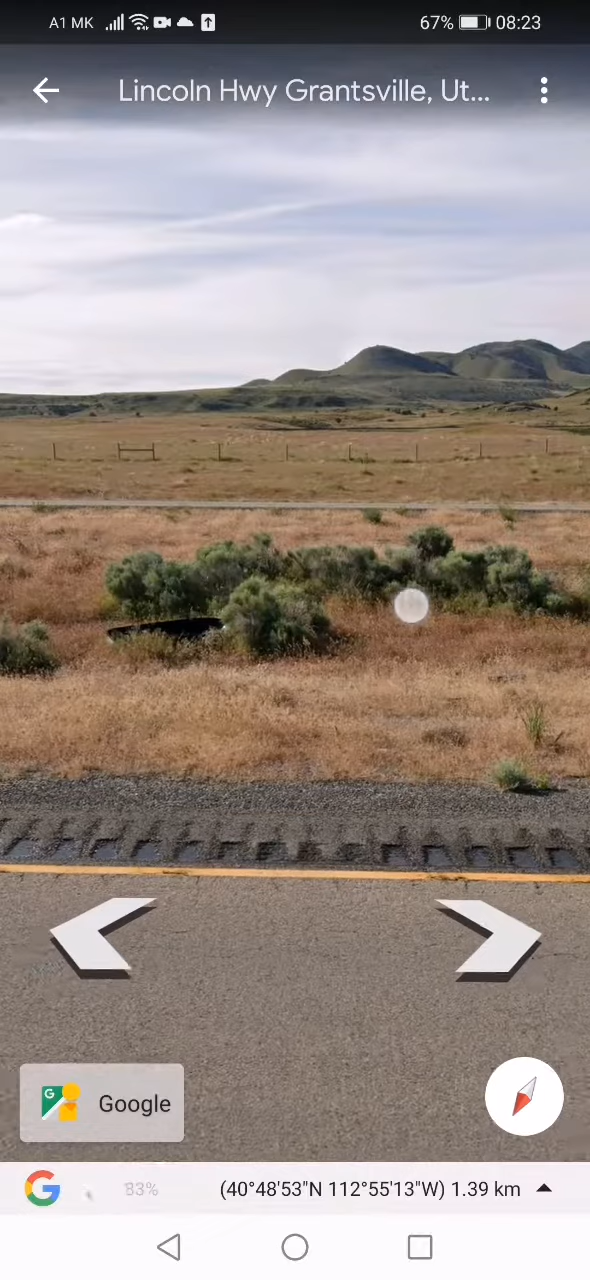 A1 MK 67% 08:23
Lincoln Hwy Grantsville, Ut...
Google
83% (40°48'53"N 112°55'13"W) 1.39 km